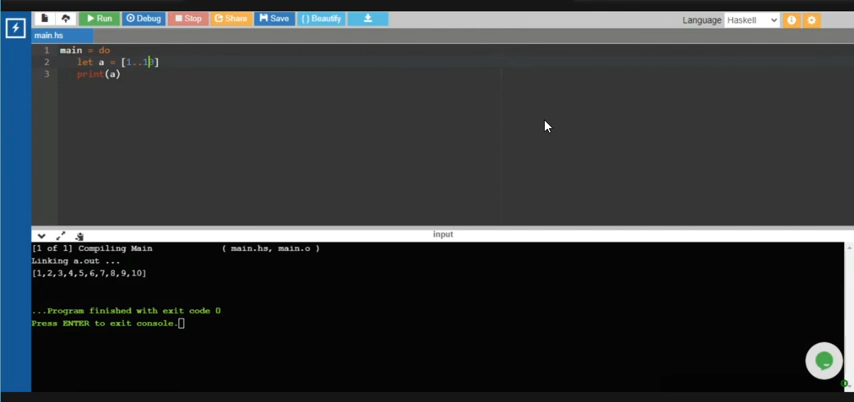 Run Debug Stop Share Save { } Beautify Language Haskell
main.hs
1 main = do
2 let a = [1..10]
3 print(a)
input
[1 of 1] Compiling Main ( main.hs, main.o )
Linking a.out ...
[1,2,3,4,5,6,7,8,9,10]
...Program finished with exit code 0
Press ENTER to exit console.